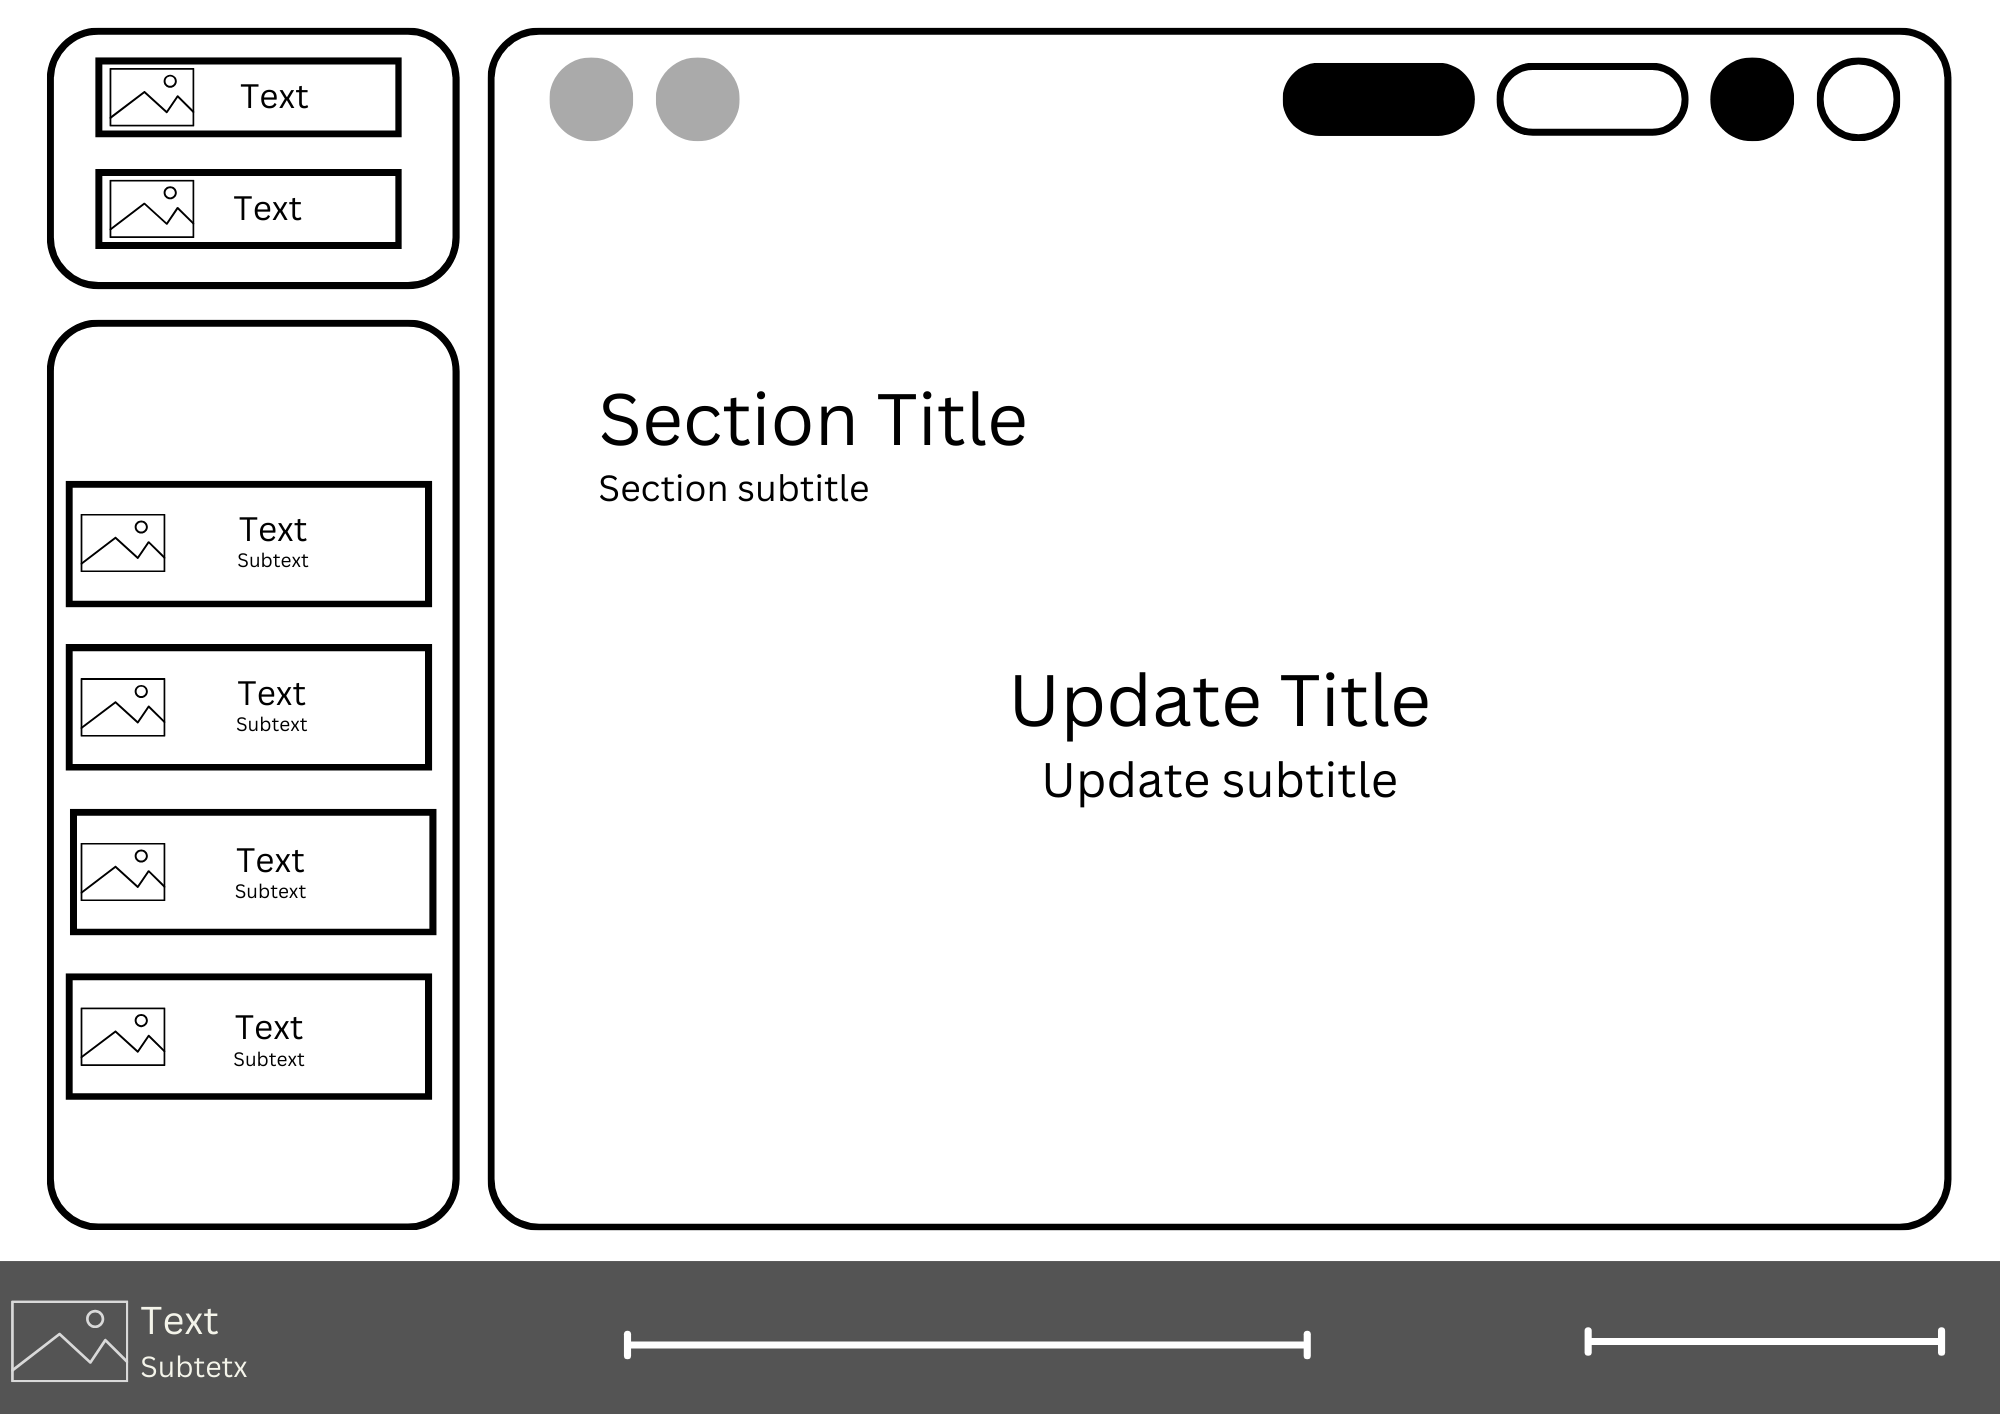 Text
Text
Text
Subtext
Text
Subtext
Text
Subtext
Text
Subtext
Section Title
Section subtitle
Update Title
Update subtitle
Text
Subtetx